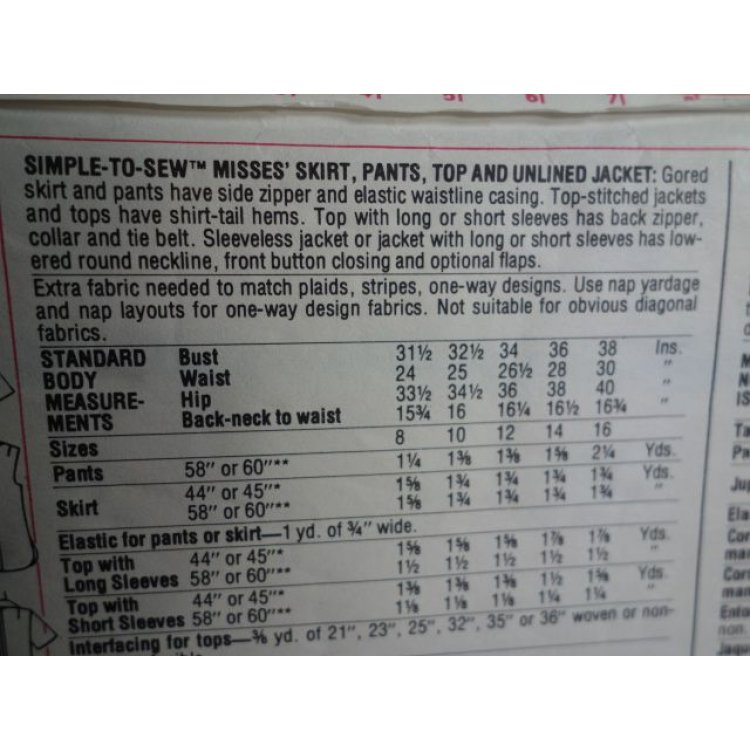 51 61 71
SIMPLE-TO-SEW™ MISSES' SKIRT, PANTS, TOP AND UNLINED JACKET: Gored
skirt and pants have side zipper and elastic waistline casing. Top-stitched jackets
and tops have shirt-tail hems. Top with long or short sleeves has back zipper,
collar and tie belt. Sleeveless jacket or jacket with long or short sleeves has low-
ered round neckline, front button closing and optional flaps.
Extra fabric needed to match plaids, stripes, one-way designs. Use nap yardage
and nap layouts for one-way design fabrics. Not suitable for obvious diagonal
fabrics.
STANDARD Bust 31½ 32½ 34 36 38 Ins.
BODY Waist 24 25 26½ 28 30 "
MEASURE- Hip 33½ 34½ 36 38 40 "
MENTS Back-neck to waist 15¾ 16 16¼ 16½ 16¾
Sizes 8 10 12 14 16
Pants 58" or 60"** 1¼ 1⅜ 1⅜ 1⅝ 2¼ Yds.
Skirt 44" or 45"* 1⅝ 1¾ 1¾ 1¾ 1¾ Yds.
58" or 60"** 1⅝ 1¾ 1¾ 1¾ 1¾ "
Elastic for pants or skirt—1 yd. of ¾" wide.
Top with 44" or 45"* 1⅝ 1⅝ 1⅝ 1⅞ 1⅞ Yds.
Long Sleeves 58" or 60"** 1½ 1½ 1½ 1½ 1½ "
Top with 44" or 45"* 1⅜ 1⅜ 1⅜ 1½ 1⅝ Yds.
Short Sleeves 58" or 60"** 1⅛ 1⅛ 1⅛ 1¼ 1¼ "
Interfacing for tops—⅜ yd. of 21", 23", 25", 32", 35" or 36" woven or non-